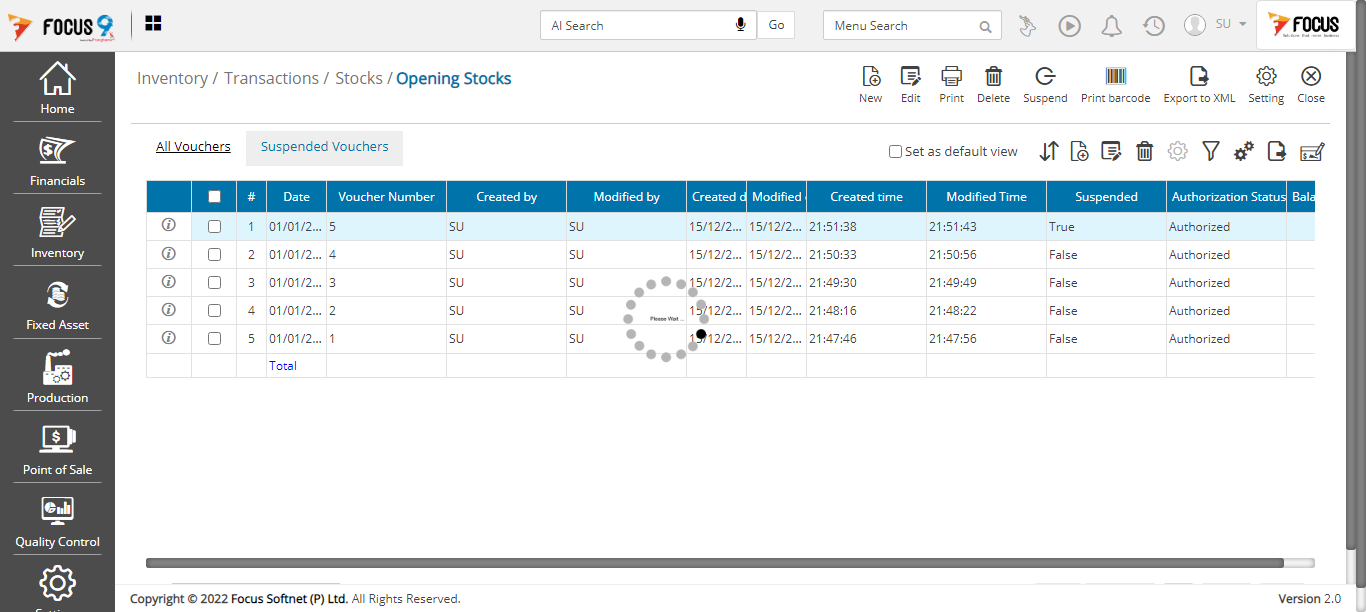 FOCUS 9
AI Search
Go
Menu Search
SU
FOCUS
Home
Financials
Inventory
Fixed Asset
Production
Point of Sale
Quality Control
Inventory / Transactions / Stocks / Opening Stocks
New
Edit
Print
Delete
Suspend
Print barcode
Export to XML
Setting
Close
All Vouchers
Suspended Vouchers
Set as default view
# Date Voucher Number Created by Modified by Created d Modified Created time Modified Time Suspended Authorization Status Bala
1 01/01/2... 5 SU SU 15/12/2... 15/12/2... 21:51:38 21:51:43 True Authorized
2 01/01/2... 4 SU SU 15/12/2... 15/12/2... 21:50:33 21:50:56 False Authorized
3 01/01/2... 3 SU SU 15/12/2... 15/12/2... 21:49:30 21:49:49 False Authorized
4 01/01/2... 2 SU SU 15/12/2... 15/12/2... 21:48:16 21:48:22 False Authorized
5 01/01/2... 1 SU SU 15/12/2... 15/12/2... 21:47:46 21:47:56 False Authorized
Total
Please Wait ...
Copyright © 2022 Focus Softnet (P) Ltd. All Rights Reserved.
Version 2.0